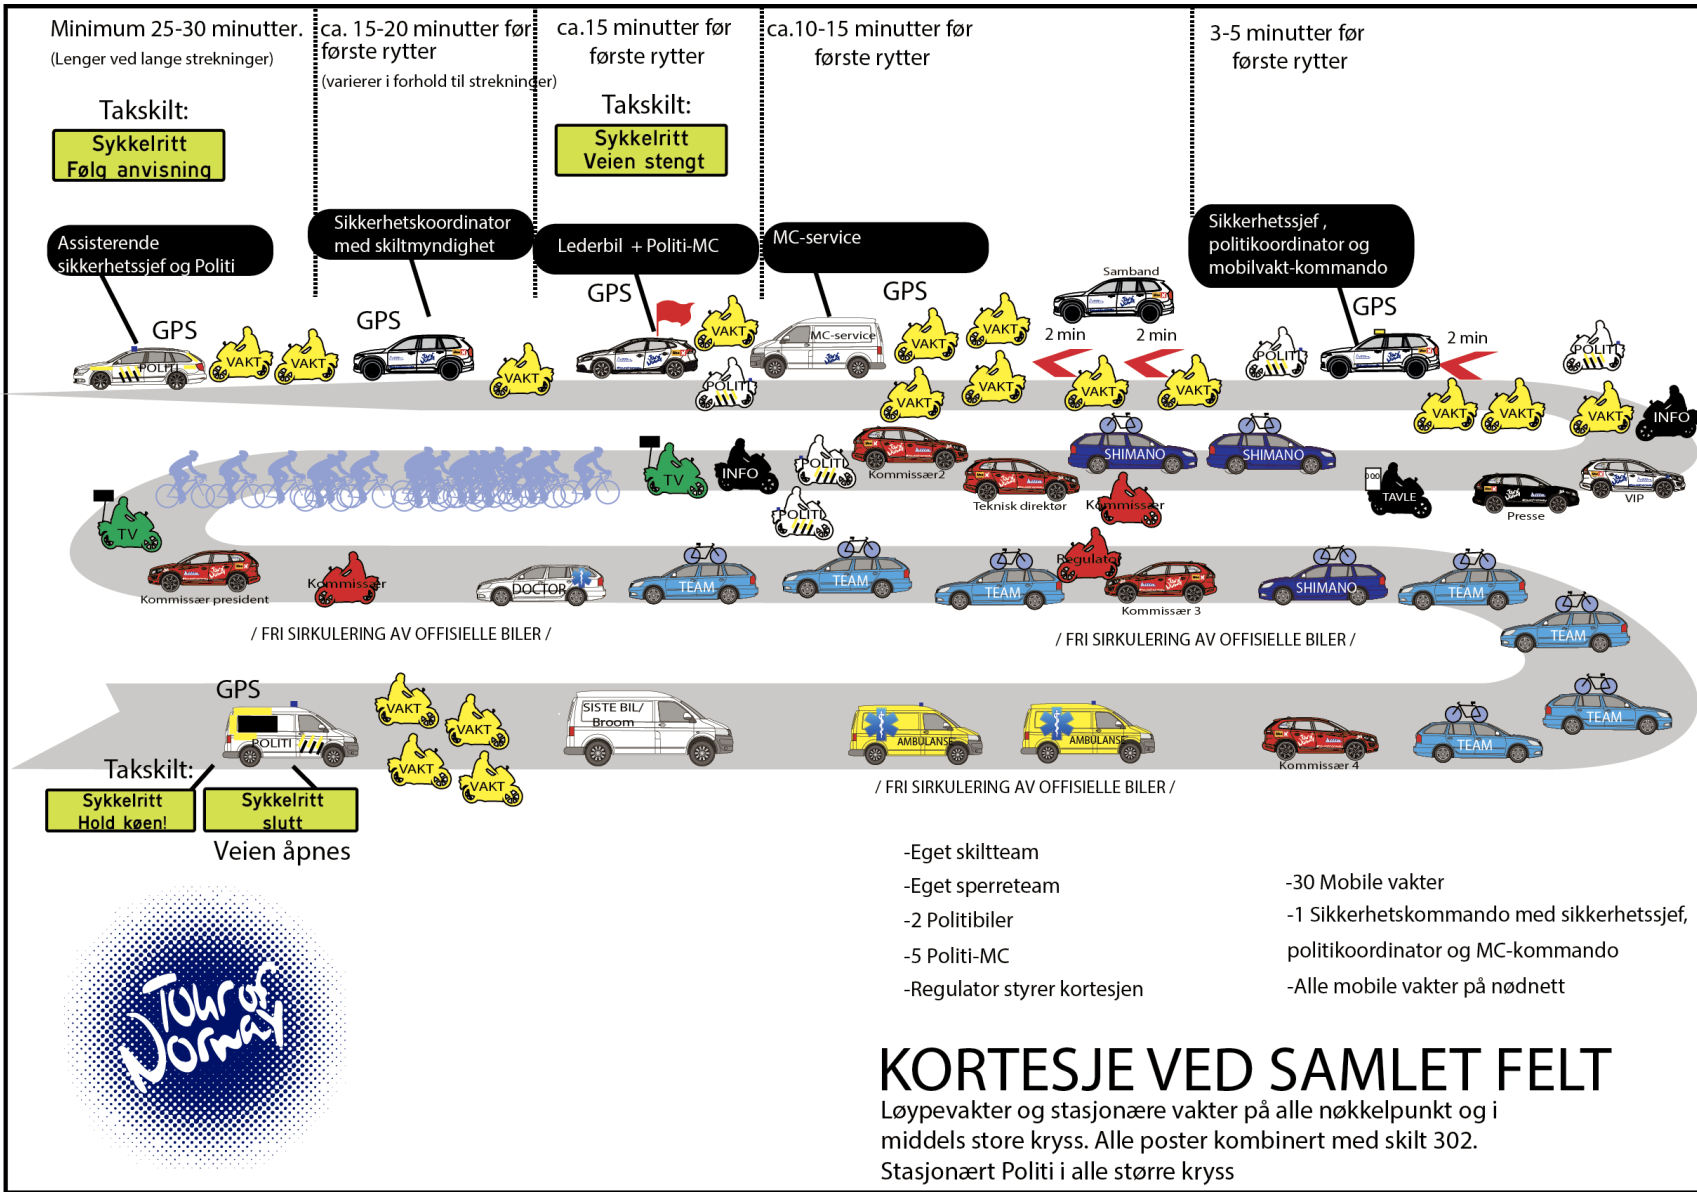 Minimum 25-30 minutter.
(Lenger ved lange strekninger)
Takskilt:
Sykkelritt
Følg anvisning
ca. 15-20 minutter før
første rytter
(varierer i forhold til strekninger)
ca.15 minutter før
første rytter
Takskilt:
Sykkelritt
Veien stengt
ca.10-15 minutter før
første rytter
3-5 minutter før
første rytter
Assisterende
sikkerhetssjef og Politi
Sikkerhetskoordinator
med skiltmyndighet
Lederbil + Politi-MC
MC-service
Sikkerhetssjef ,
politikoordinator og
mobilvakt-kommando
GPS
POLITI
VAKT
VAKT
GPS
VAKT
GPS
VAKT
POLITI
MC-service
GPS
VAKT
VAKT
VAKT
VAKT
Samband
2 min
2 min
VAKT
VAKT
POLITI
GPS
2 min
POLITI
VAKT
VAKT
VAKT
INFO
TV
TV
INFO
POLITI
POLITI
Kommissær2
Teknisk direktør
SHIMANO
Kommissær
SHIMANO
TAVLE
Presse
VIP
Kommissær president
Kommissær
DOCTOR
TEAM
TEAM
TEAM
Regulator
Kommissær 3
SHIMANO
TEAM
TEAM
TEAM
TEAM
/ FRI SIRKULERING AV OFFISIELLE BILER /
/ FRI SIRKULERING AV OFFISIELLE BILER /
GPS
POLITI
VAKT
VAKT
VAKT
VAKT
SISTE BIL/
Broom
AMBULANSE
AMBULANSE
Kommissær 4
/ FRI SIRKULERING AV OFFISIELLE BILER /
Takskilt:
Sykkelritt
Hold køen!
Sykkelritt
slutt
Veien åpnes
-Eget skiltteam
-Eget sperreteam
-2 Politibiler
-5 Politi-MC
-Regulator styrer kortesjen
-30 Mobile vakter
-1 Sikkerhetskommando med sikkerhetssjef,
politikoordinator og MC-kommando
-Alle mobile vakter på nødnett
Tour of
Norway
KORTESJE VED SAMLET FELT
Løypevakter og stasjonære vakter på alle nøkkelpunkt og i
middels store kryss. Alle poster kombinert med skilt 302.
Stasjonært Politi i alle større kryss